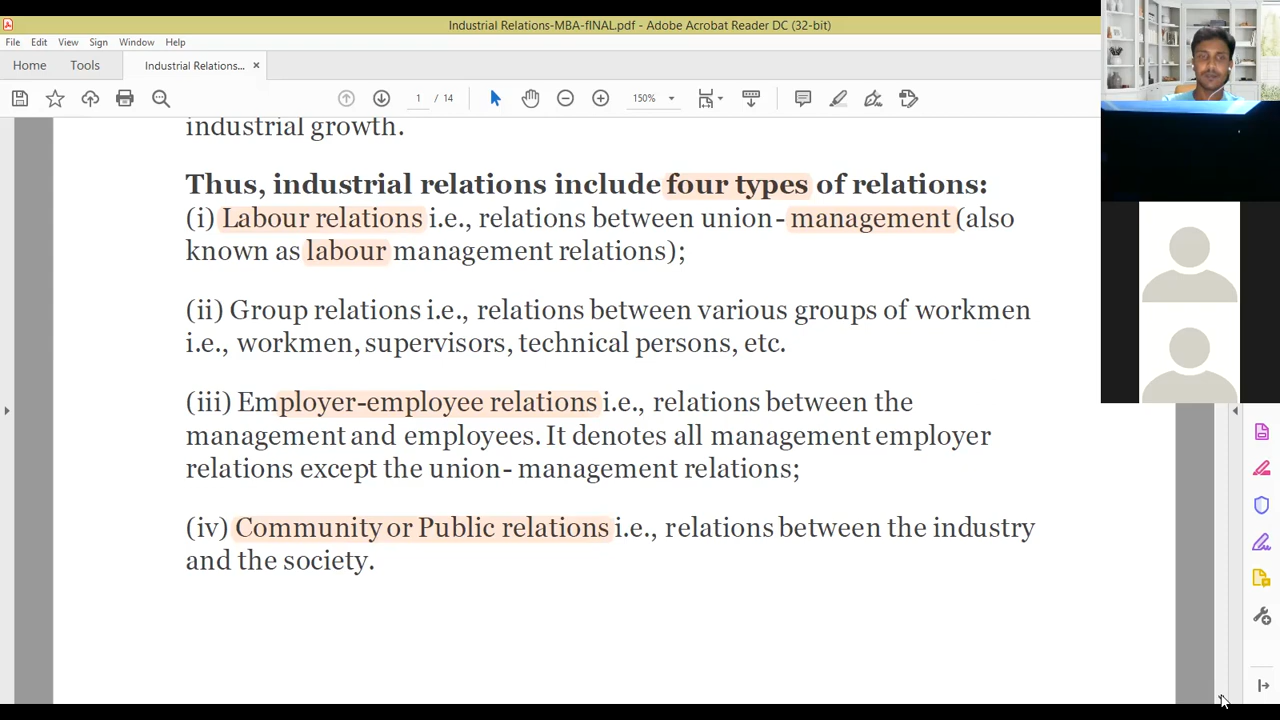 Industrial Relations-MBA-fINAL.pdf - Adobe Acrobat Reader DC (32-bit)
File Edit View Sign Window Help
Home Tools Industrial Relations... ×
1 / 14 150%
industrial growth.
Thus, industrial relations include four types of relations:
(i) Labour relations i.e., relations between union- management (also
known as labour management relations);
(ii) Group relations i.e., relations between various groups of workmen
i.e., workmen, supervisors, technical persons, etc.
(iii) Employer-employee relations i.e., relations between the
management and employees. It denotes all management employer
relations except the union- management relations;
(iv) Community or Public relations i.e., relations between the industry
and the society.